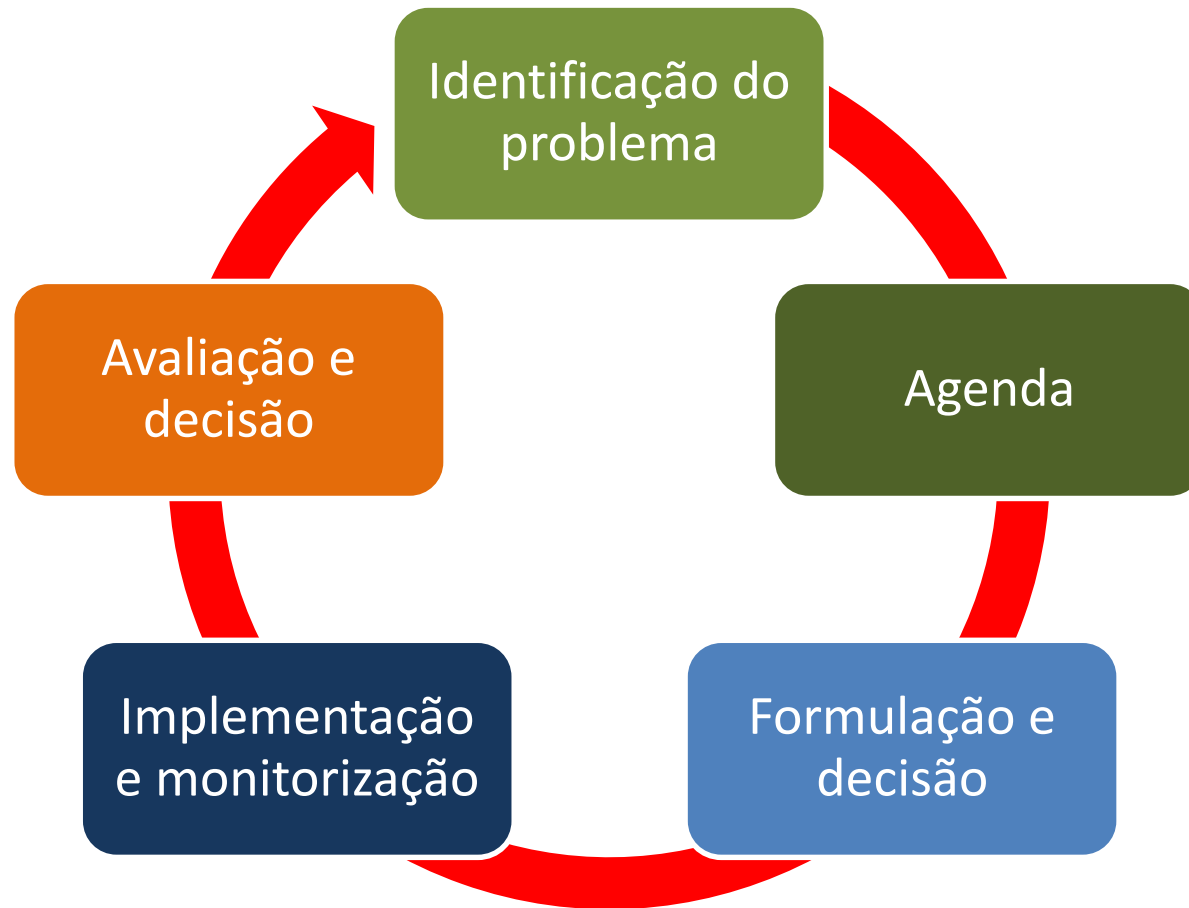 Identificação do
problema
Agenda
Formulação e
decisão
Implementação
e monitorização
Avaliação e
decisão